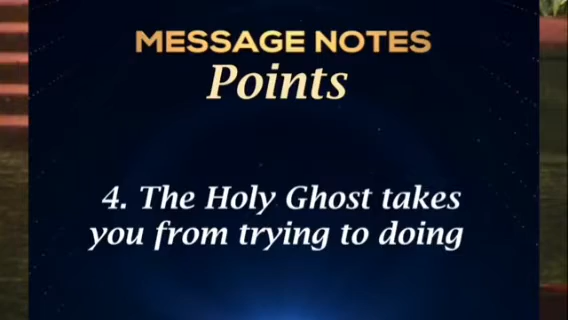 MESSAGE NOTES
Points
4. The Holy Ghost takes
you from trying to doing